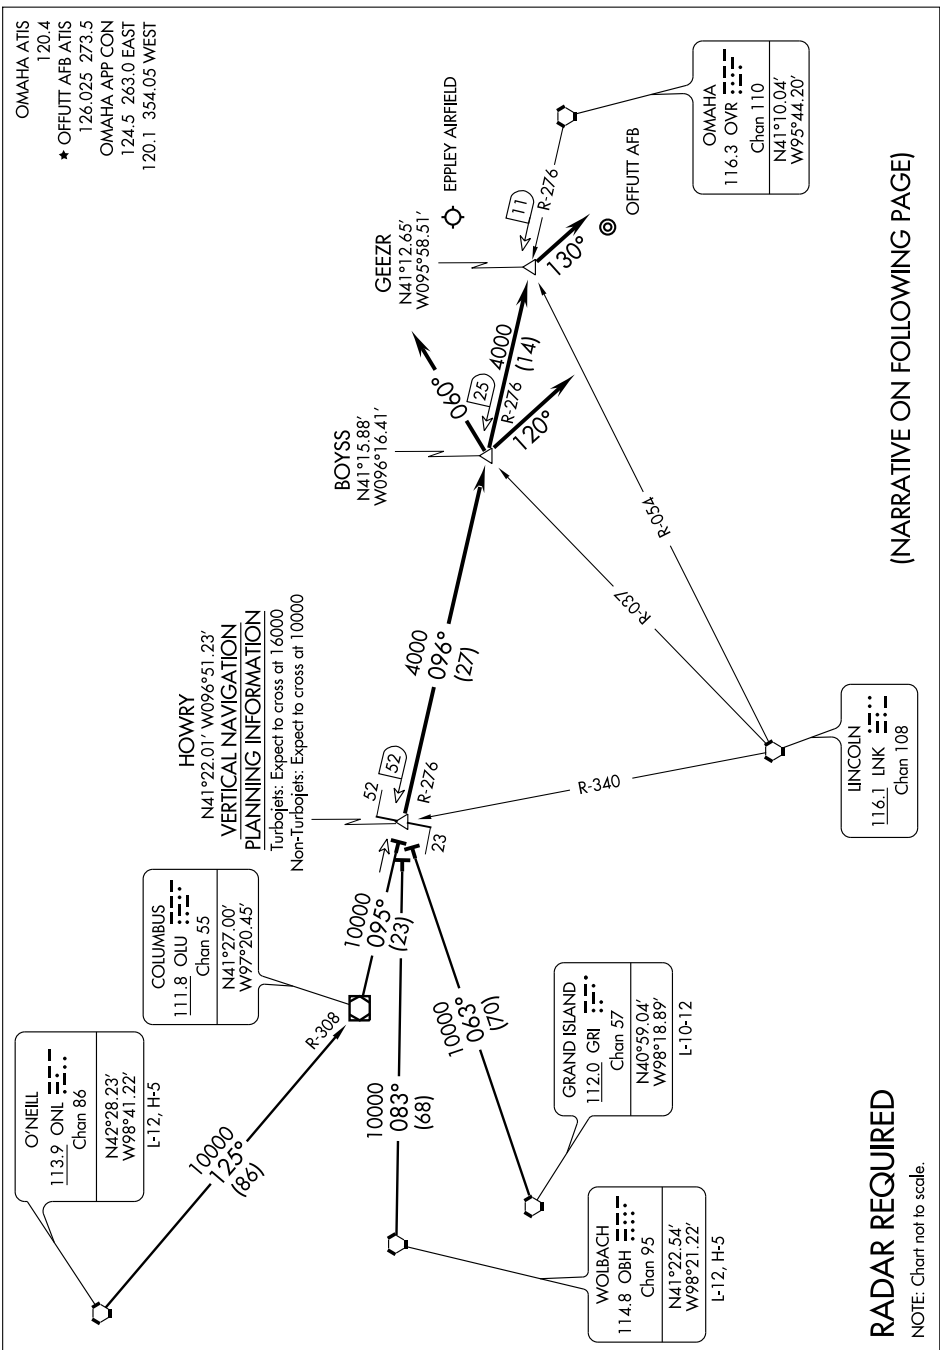 OMAHA ATIS
120.4
★ OFFUTT AFB ATIS
126.025 273.5
OMAHA APP CON
124.5 263.0 EAST
120.1 354.05 WEST
O'NEILL
113.9 ONL
Chan 86
N42°28.23'
W98°41.22'
L-12, H-5
10000
125°
(86)
R-308
COLUMBUS
111.8 OLU
Chan 55
N41°27.00'
W97°20.45'
10000
095°
(23)
WOLBACH
114.8 OBH
Chan 95
N41°22.54'
W98°21.22'
L-12, H-5
10000
083°
(68)
GRAND ISLAND
112.0 GRI
Chan 57
N40°59.04'
W98°18.89'
L-10-12
10000
063°
(70)
HOWRY
N41°22.01' W096°51.23'
VERTICAL NAVIGATION
PLANNING INFORMATION
Turbojets: Expect to cross at 16000
Non-Turbojets: Expect to cross at 10000
52
52
23
R-276
4000
096°
(27)
R-340
LINCOLN
116.1 LNK
Chan 108
R-037
R-054
BOYSS
N41°15.88'
W096°16.41'
060°
25
R-276
120°
4000
(14)
GEEZR
N41°12.65'
W095°58.51'
11
R-276
130°
EPPLEY AIRFIELD
OFFUTT AFB
OMAHA
116.3 OVR
Chan 110
N41°10.04'
W95°44.20'
(NARRATIVE ON FOLLOWING PAGE)
RADAR REQUIRED
NOTE: Chart not to scale.